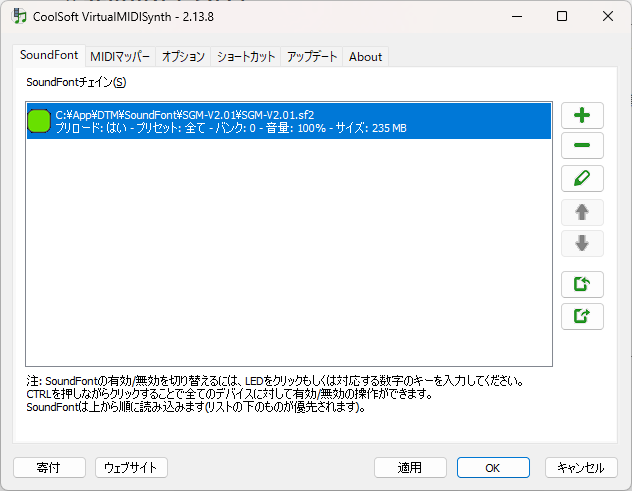 CoolSoft VirtualMIDISynth - 2.13.8
SoundFont MIDIマッパー オプション ショートカット アップデート About
SoundFontチェイン(S)
C:¥App¥DTM¥SoundFont¥SGM-V2.01¥SGM-V2.01.sf2
プリロード: はい - プリセット: 全て - バンク: 0 - 音量: 100% - サイズ: 235 MB
注: SoundFontの有効/無効を切り替えるには、LEDをクリックもしくは対応する数字のキーを入力してください。
CTRLを押しながらクリックすることで全てのデバイスに対して有効/無効の操作ができます。
SoundFontは上から順に読み込みます(リストの下のものが優先されます)。
寄付 ウェブサイト 適用 OK キャンセル